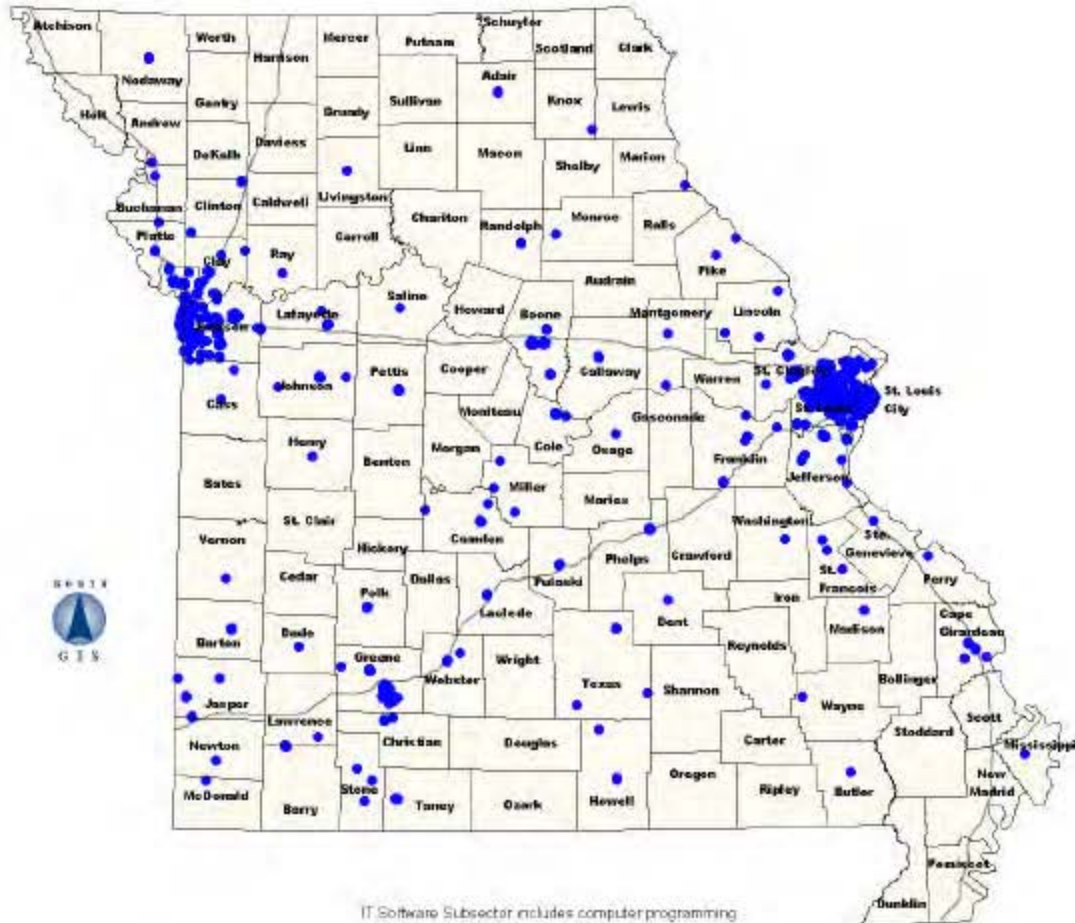 Atchison
Nodaway
Worth
Harrison
Mercer
Putnam
Schuyler
Scotland
Clark
Holt
Andrew
Gentry
Grundy
Sullivan
Adair
Knox
Lewis
DeKalb
Daviess
Linn
Macon
Shelby
Marion
Buchanan
Clinton
Caldwell
Livingston
Chariton
Randolph
Monroe
Ralls
Platte
Clay
Ray
Carroll
Audrain
Pike
Jackson
Lafayette
Saline
Howard
Boone
Montgomery
Lincoln
Cass
Johnson
Pettis
Cooper
Callaway
Warren
St. Charles
St. Louis
St. Louis
City
Moniteau
Gasconade
Henry
Benton
Morgan
Cole
Osage
Franklin
Jefferson
Bates
Miller
Maries
St. Clair
Washington
Vernon
Hickory
Camden
Ste.
Genevieve
Cedar
Dallas
Pulaski
Phelps
Crawford
St.
Francois
Perry
Polk
Laclede
Iron
Barton
Dade
Dent
Madison
Cape
Girardeau
Greene
Webster
Wright
Texas
Reynolds
Shannon
Bollinger
Jasper
Lawrence
Wayne
Scott
Newton
Christian
Douglas
Carter
Stoddard
Mississippi
McDonald
Barry
Stone
Taney
Ozark
Howell
Oregon
Ripley
Butler
New
Madrid
Pemiscot
Dunklin
NORTH
GIS
IT Software Subsector includes computer programming